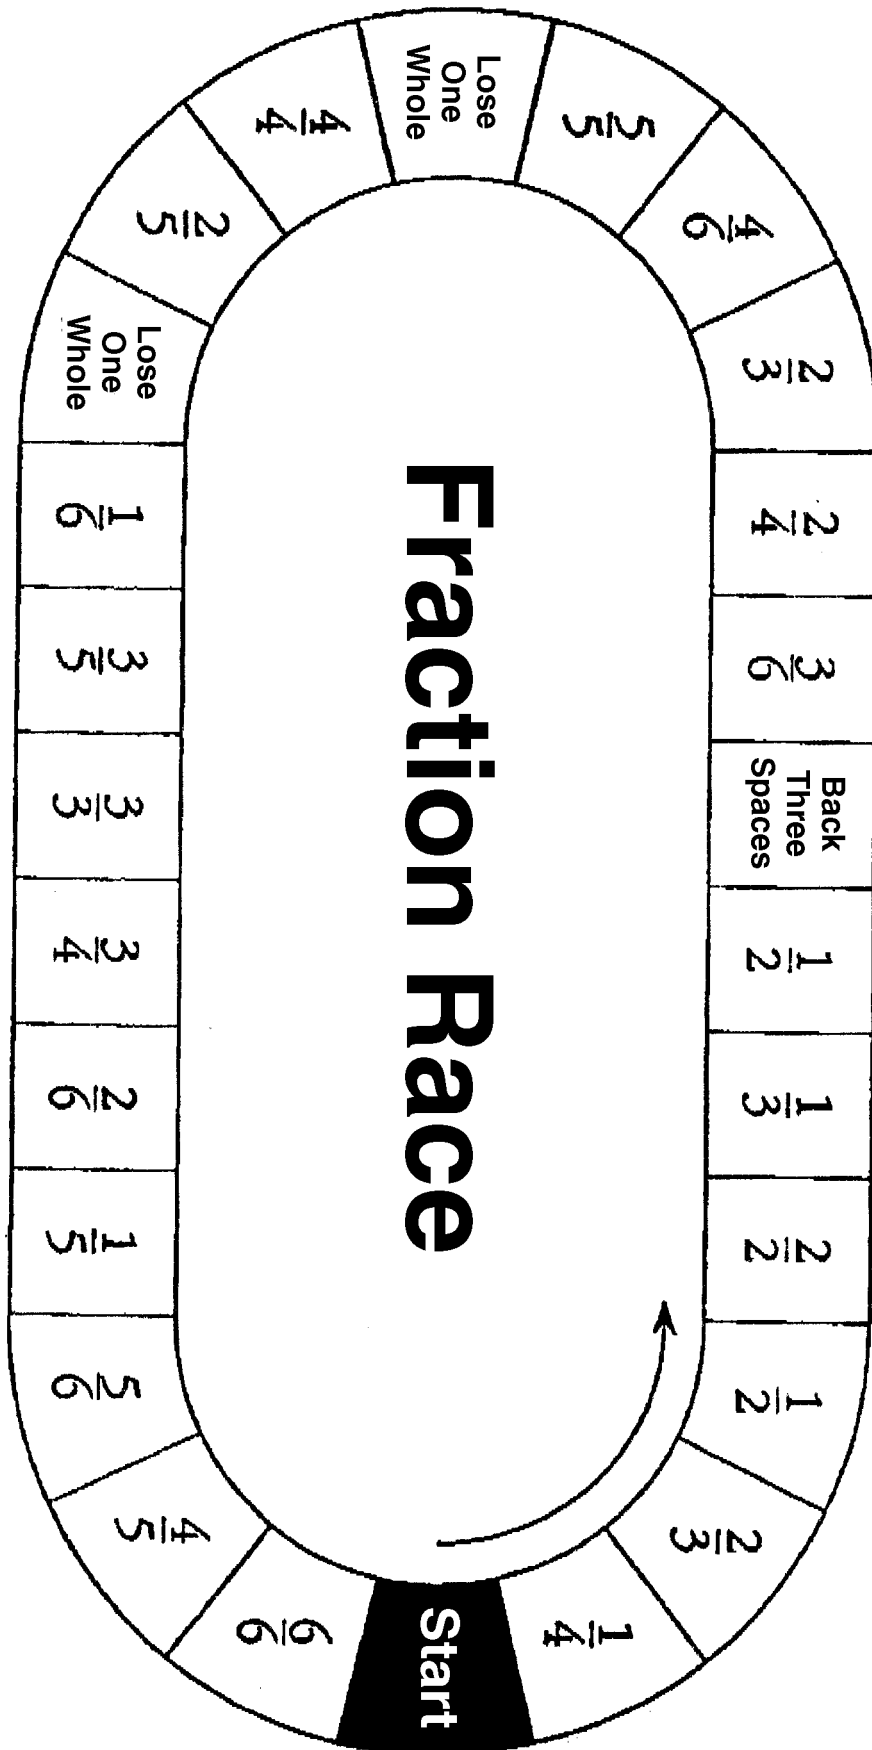 Fraction Race
Start
1/4
2/3
1/2
2/2
1/3
1/2
Back
Three
Spaces
3/6
2/4
2/3
4/6
5/5
Lose
One
Whole
4/4
2/5
Lose
One
Whole
1/6
3/5
3/3
3/4
2/6
1/5
5/6
4/5
6/6